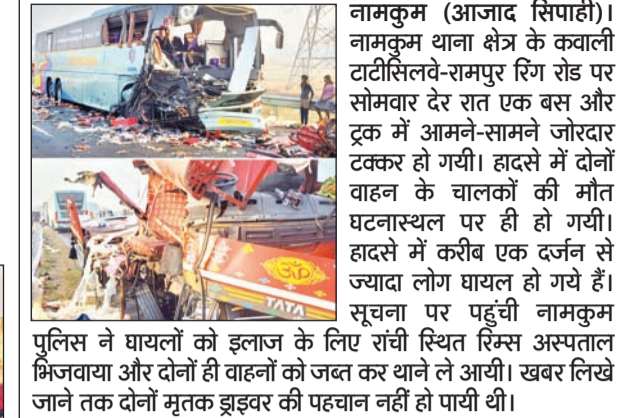 नामकुम (आजाद सिपाही)।
नामकुम थाना क्षेत्र के कवाली
टाटीसिलवे-रामपुर रिंग रोड पर
सोमवार देर रात एक बस और
ट्रक में आमने-सामने जोरदार
टक्कर हो गयी। हादसे में दोनों
वाहन के चालकों की मौत
घटनास्थल पर ही हो गयी।
हादसे में करीब एक दर्जन से
ज्यादा लोग घायल हो गये हैं।
सूचना पर पहुंची नामकुम
पुलिस ने घायलों को इलाज के लिए रांची स्थित रिम्स अस्पताल
भिजवाया और दोनों ही वाहनों को जब्त कर थाने ले आयी। खबर लिखे
जाने तक दोनों मृतक ड्राइवर की पहचान नहीं हो पायी थी।
ॐ
TATA